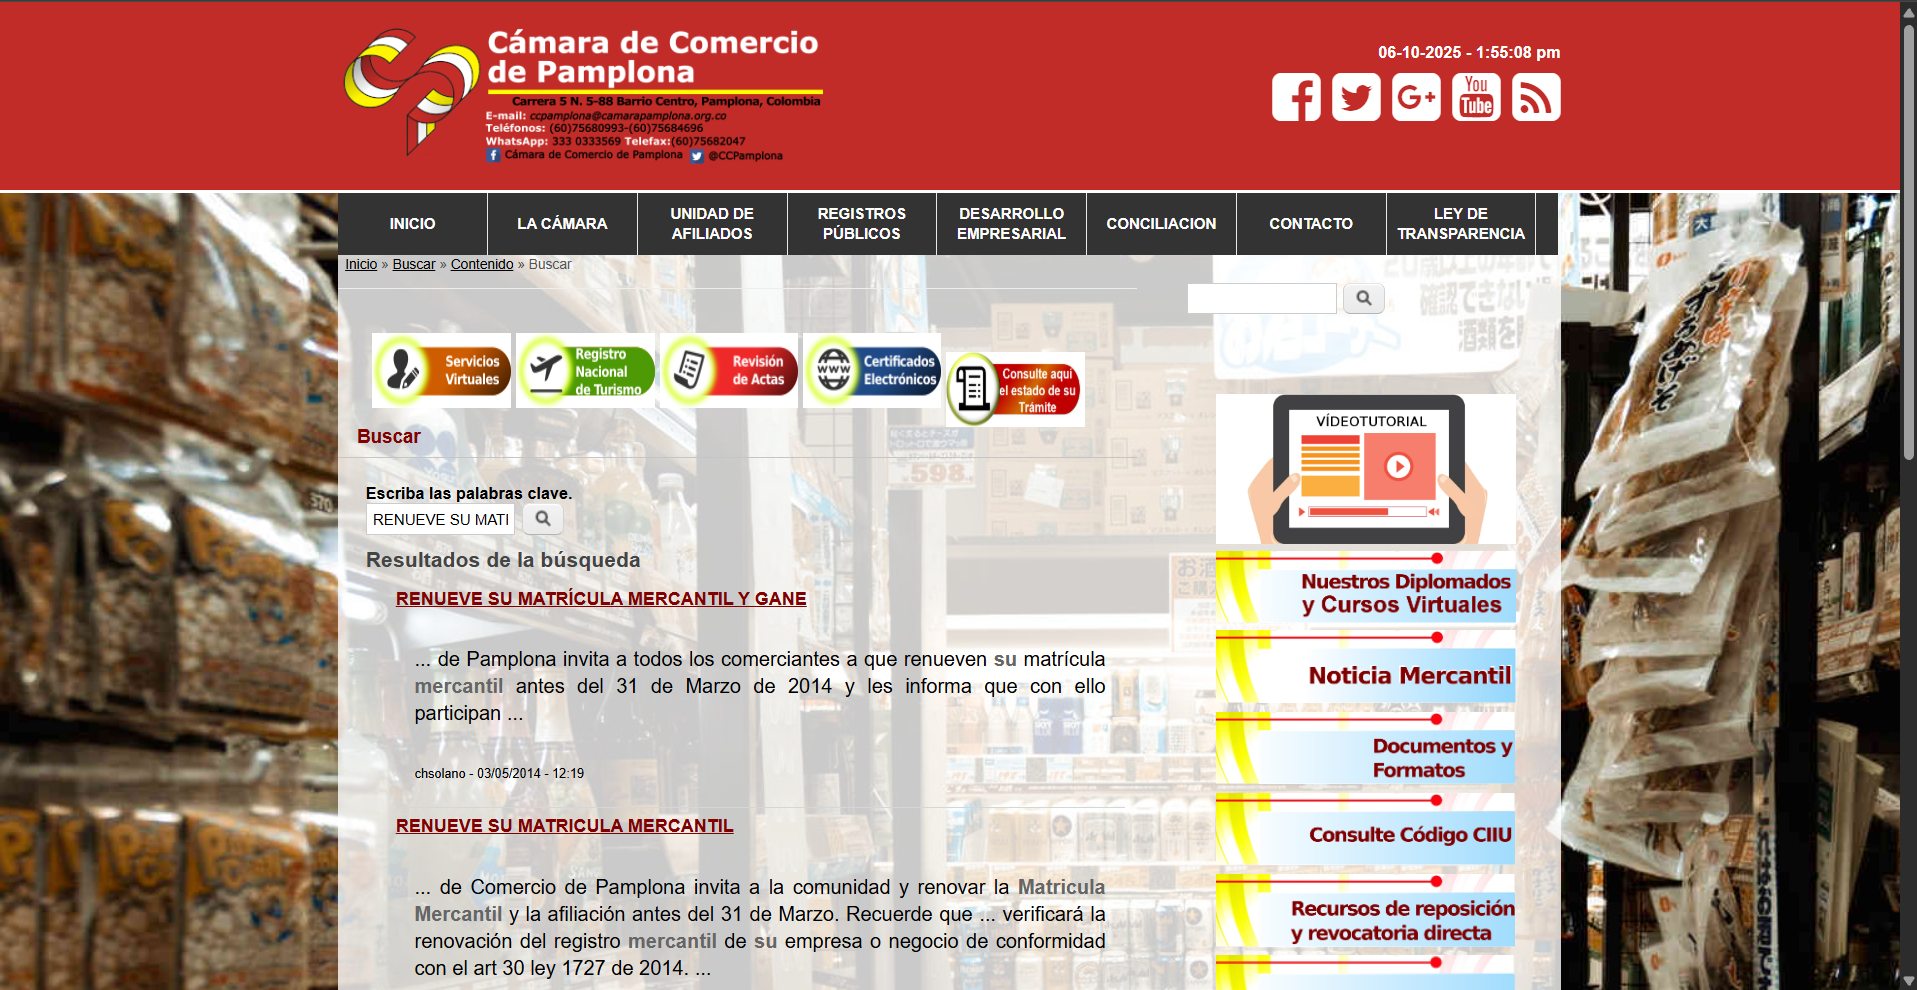 Cámara de Comercio
de Pamplona
Carrera 5 N. 5-88 Barrio Centro, Pamplona, Colombia
E-mail: ccpamplona@camarapamplona.org.co
Teléfonos: (60)75680993-(60)75684696
WhatsApp: 333 0333569 Telefax:(60)75682047
Cámara de Comercio de Pamplona @CCPamplona
06-10-2025 - 1:55:08 pm
G+
You
Tube
INICIO
LA CÁMARA
UNIDAD DE
AFILIADOS
REGISTROS
PÚBLICOS
DESARROLLO
EMPRESARIAL
CONCILIACION
CONTACTO
LEY DE
TRANSPARENCIA
Inicio » Buscar » Contenido » Buscar
Servicios
Virtuales
Registro
Nacional
de Turismo
Revisión
de Actas
www
Certificados
Electrónicos
Consulte aquí
el estado de su
Trámite
Buscar
598
Escriba las palabras clave.
RENUEVE SU MATI
Resultados de la búsqueda
RENUEVE SU MATRÍCULA MERCANTIL Y GANE
... de Pamplona invita a todos los comerciantes a que renueven su matrícula
mercantil antes del 31 de Marzo de 2014 y les informa que con ello
participan ...
chsolano - 03/05/2014 - 12:19
RENUEVE SU MATRICULA MERCANTIL
... de Comercio de Pamplona invita a la comunidad y renovar la Matricula
Mercantil y la afiliación antes del 31 de Marzo. Recuerde que ... verificará la
renovación del registro mercantil de su empresa o negocio de conformidad
con el art 30 ley 1727 de 2014. ...
VÍDEOTUTORIAL
Nuestros Diplomados
y Cursos Virtuales
Noticia Mercantil
Documentos y
Formatos
Consulte Código CIIU
Recursos de reposición
y revocatoria directa